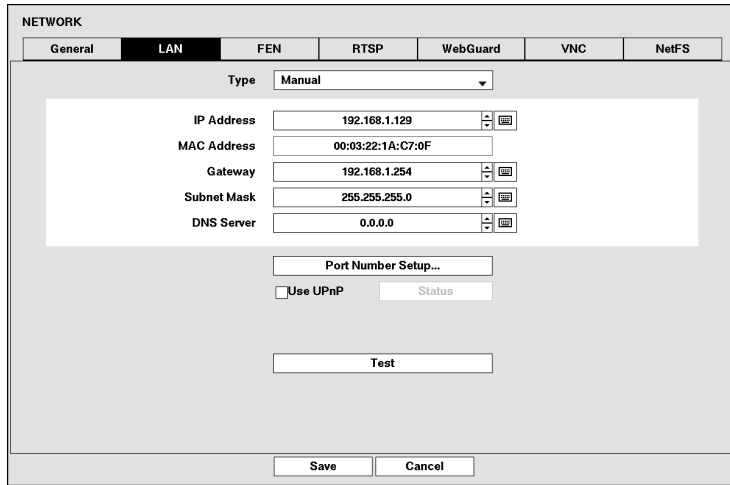 NETWORK
General LAN FEN RTSP WebGuard VNC NetFS
Type Manual
IP Address 192.168.1.129
MAC Address 00:03:22:1A:C7:0F
Gateway 192.168.1.254
Subnet Mask 255.255.255.0
DNS Server 0.0.0.0
Port Number Setup...
Use UPnP Status
Test
Save Cancel